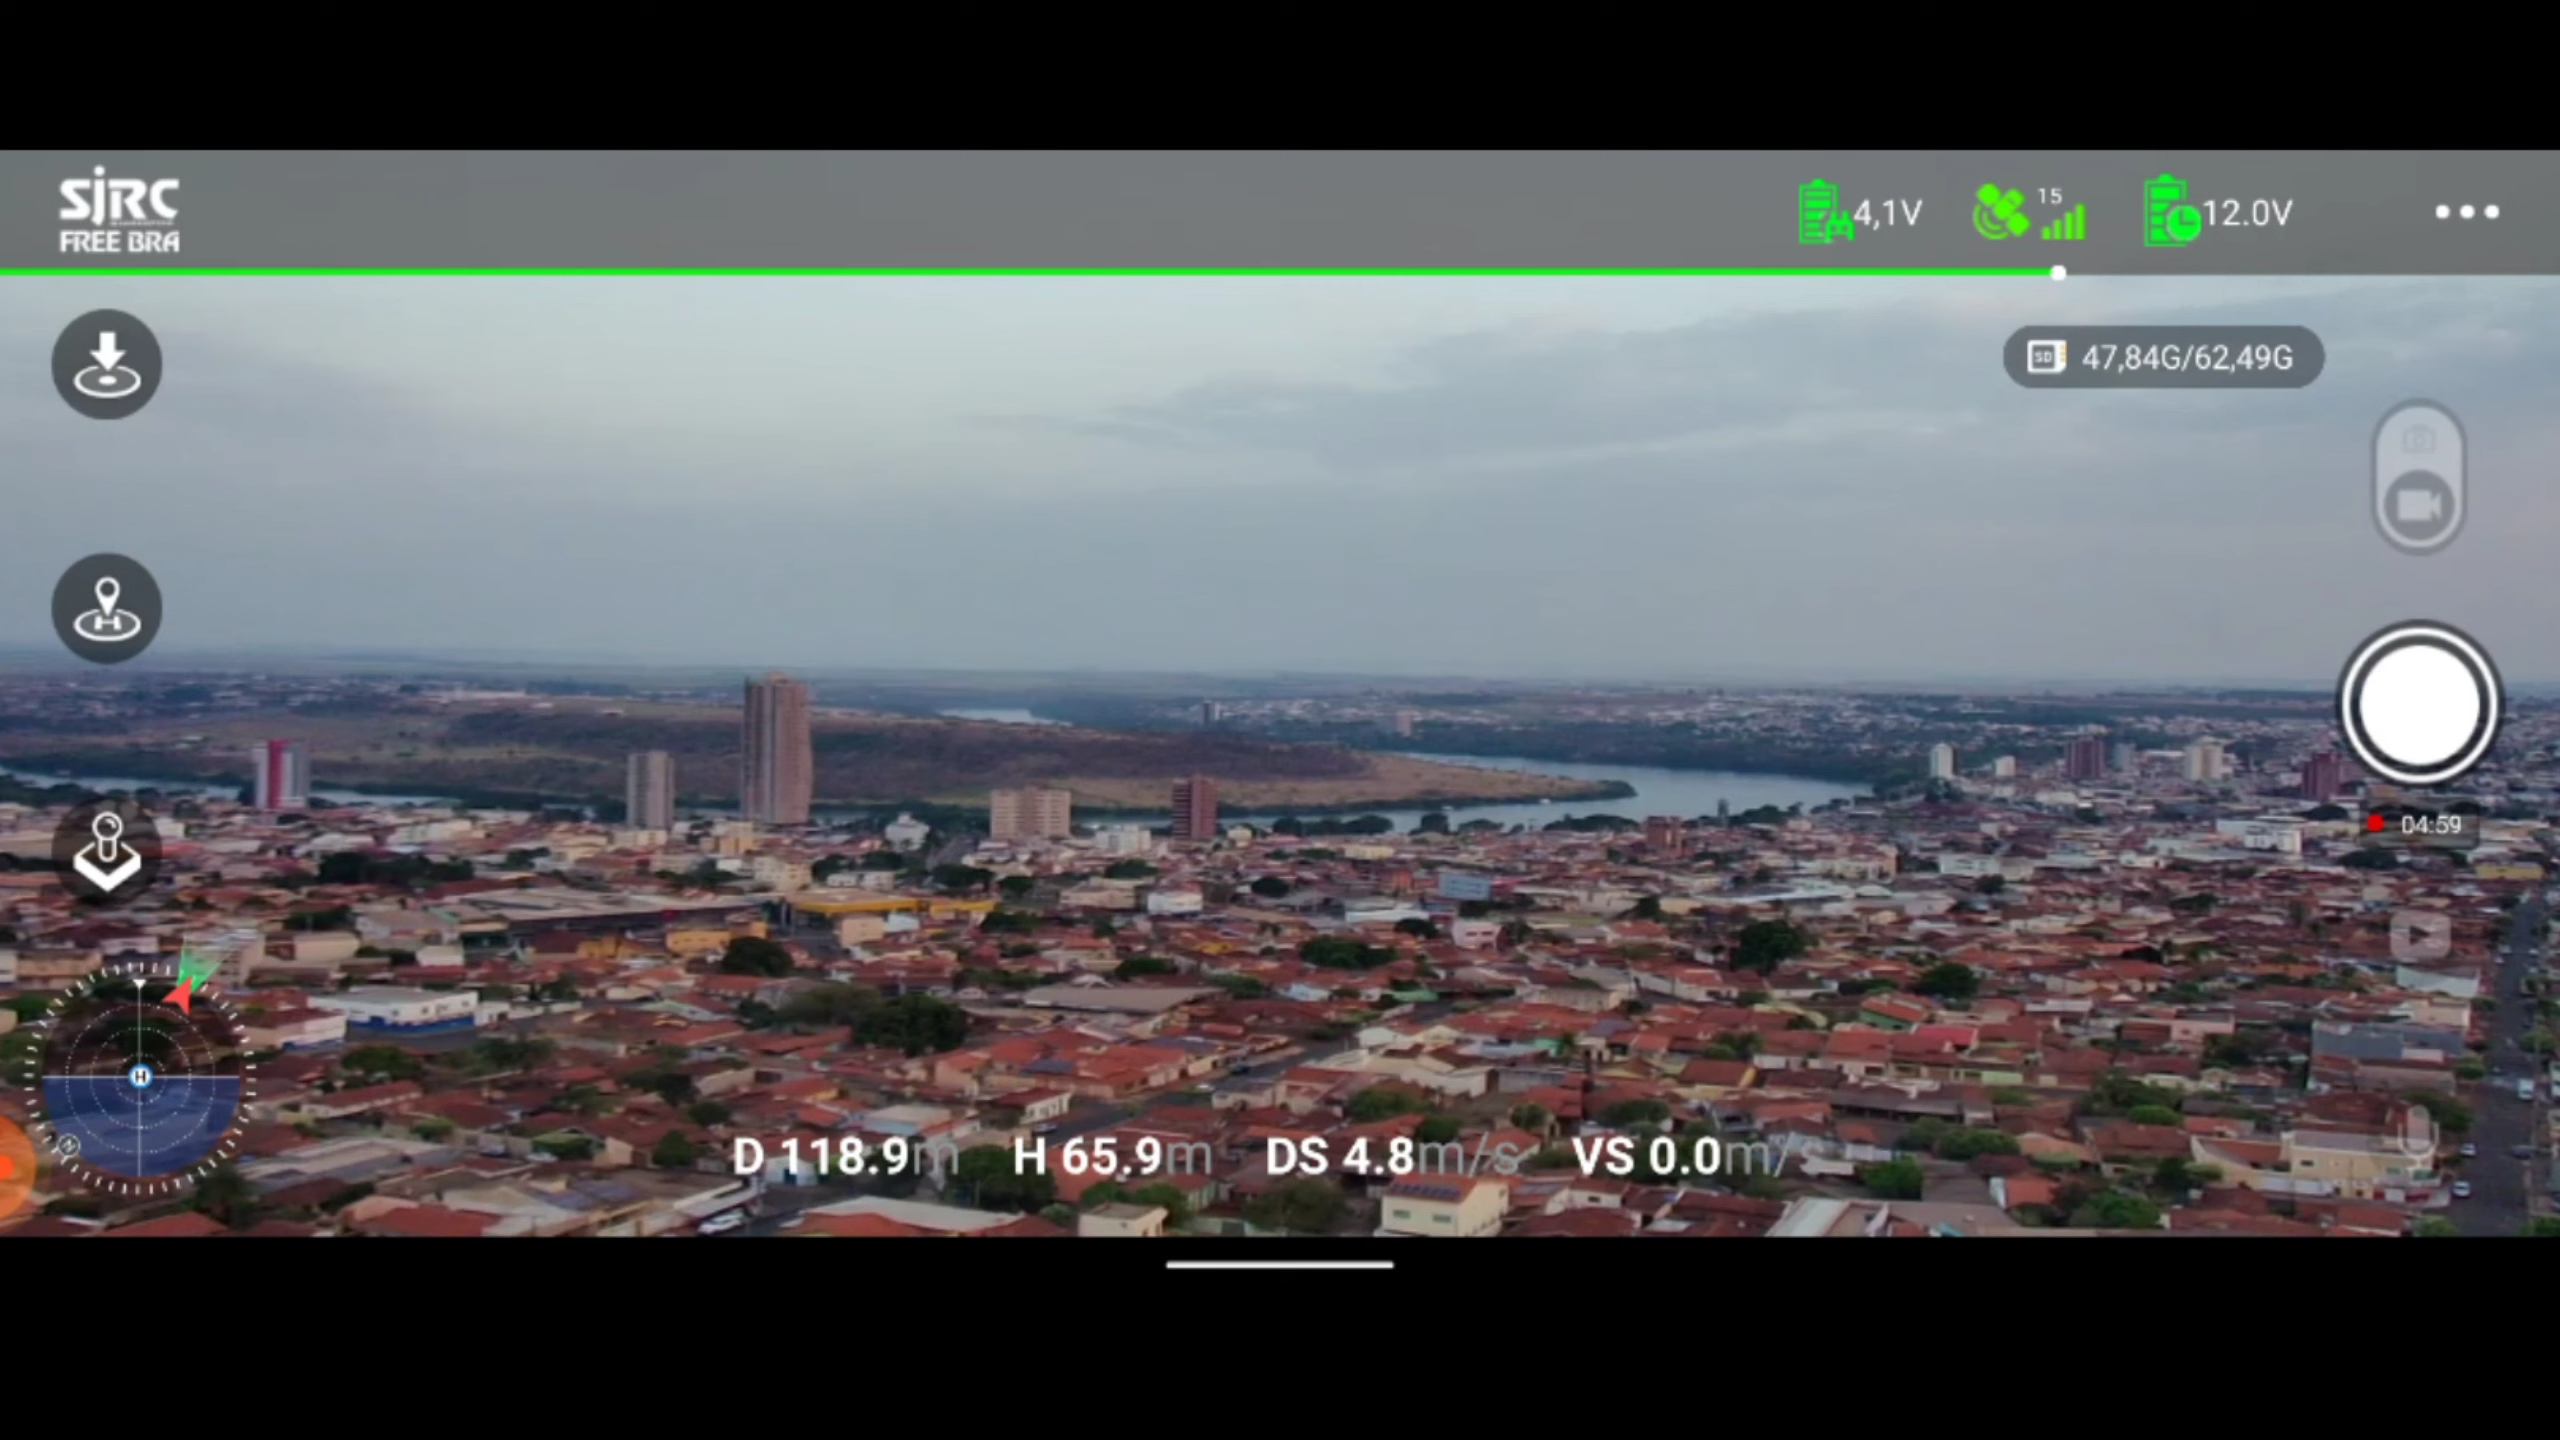 SJRC
FREE BRA
4,1V
15
12.0V
SD 47,84G/62,49G
04:59
H
N
D 118.9m H 65.9m DS 4.8m/s VS 0.0m/s